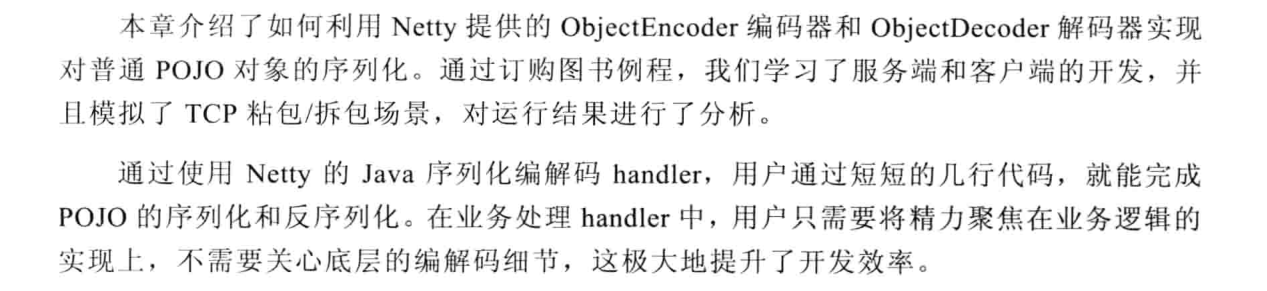 本章介绍了如何利用 Netty 提供的 ObjectEncoder 编码器和 ObjectDecoder 解码器实现
对普通 POJO 对象的序列化。通过订购图书例程，我们学习了服务端和客户端的开发，并
且模拟了 TCP 粘包/拆包场景，对运行结果进行了分析。
通过使用 Netty 的 Java 序列化编解码 handler，用户通过短短的几行代码，就能完成
POJO 的序列化和反序列化。在业务处理 handler 中，用户只需要将精力聚焦在业务逻辑的
实现上，不需要关心底层的编解码细节，这极大地提升了开发效率。